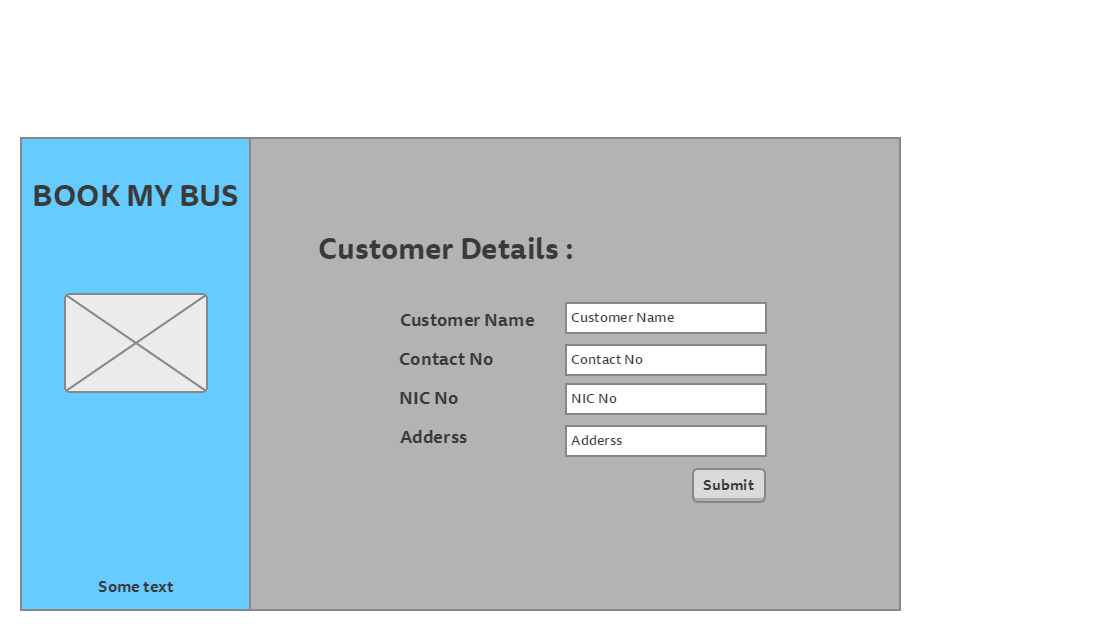 BOOK MY BUS
Customer Details :
Customer Name
Customer Name
Contact No
Contact No
NIC No
NIC No
Adderss
Adderss
Submit
Some text